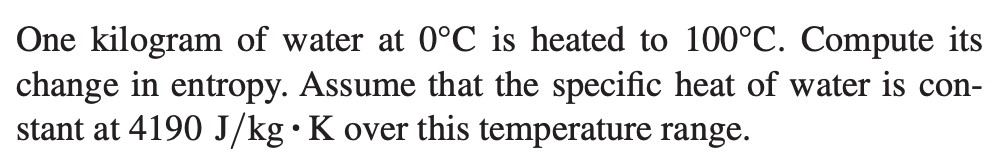 One kilogram of water at 0°C is heated to 100°C. Compute its
change in entropy. Assume that the specific heat of water is con-
stant at 4190 J/kg · K over this temperature range.